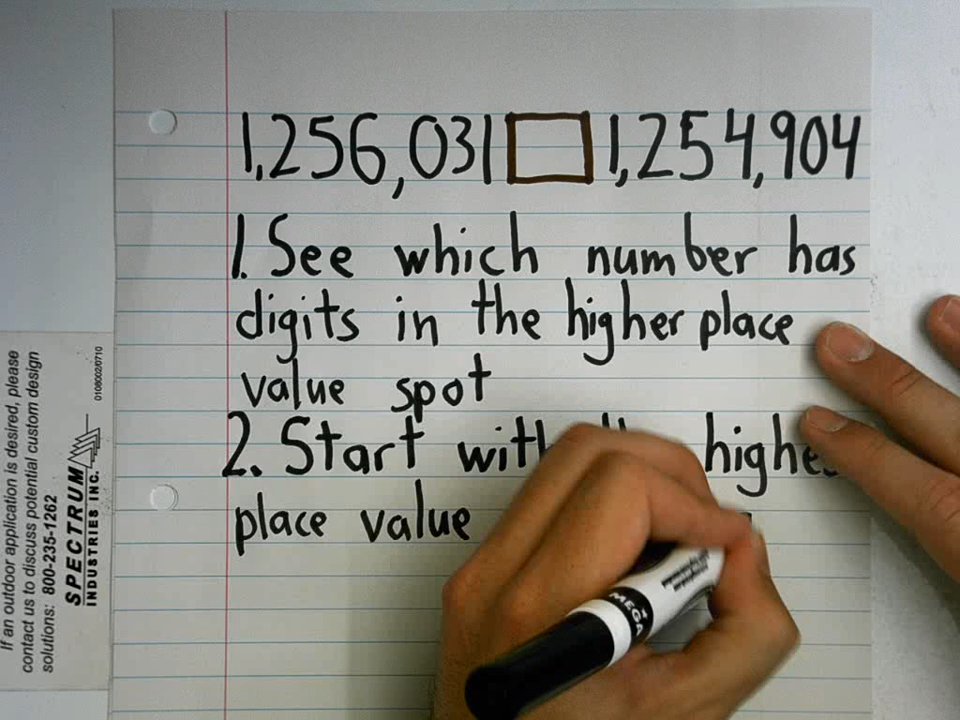 1,256,031 1,254,904
1. See which number has
digits in the higher place
value spot
2. Start with
place value
If an outdoor application is desired, please
contact us to discuss potential custom design
solutions: 800-235-1262
SPECTRUM
INDUSTRIES INC.
0108002/0710
MEGA